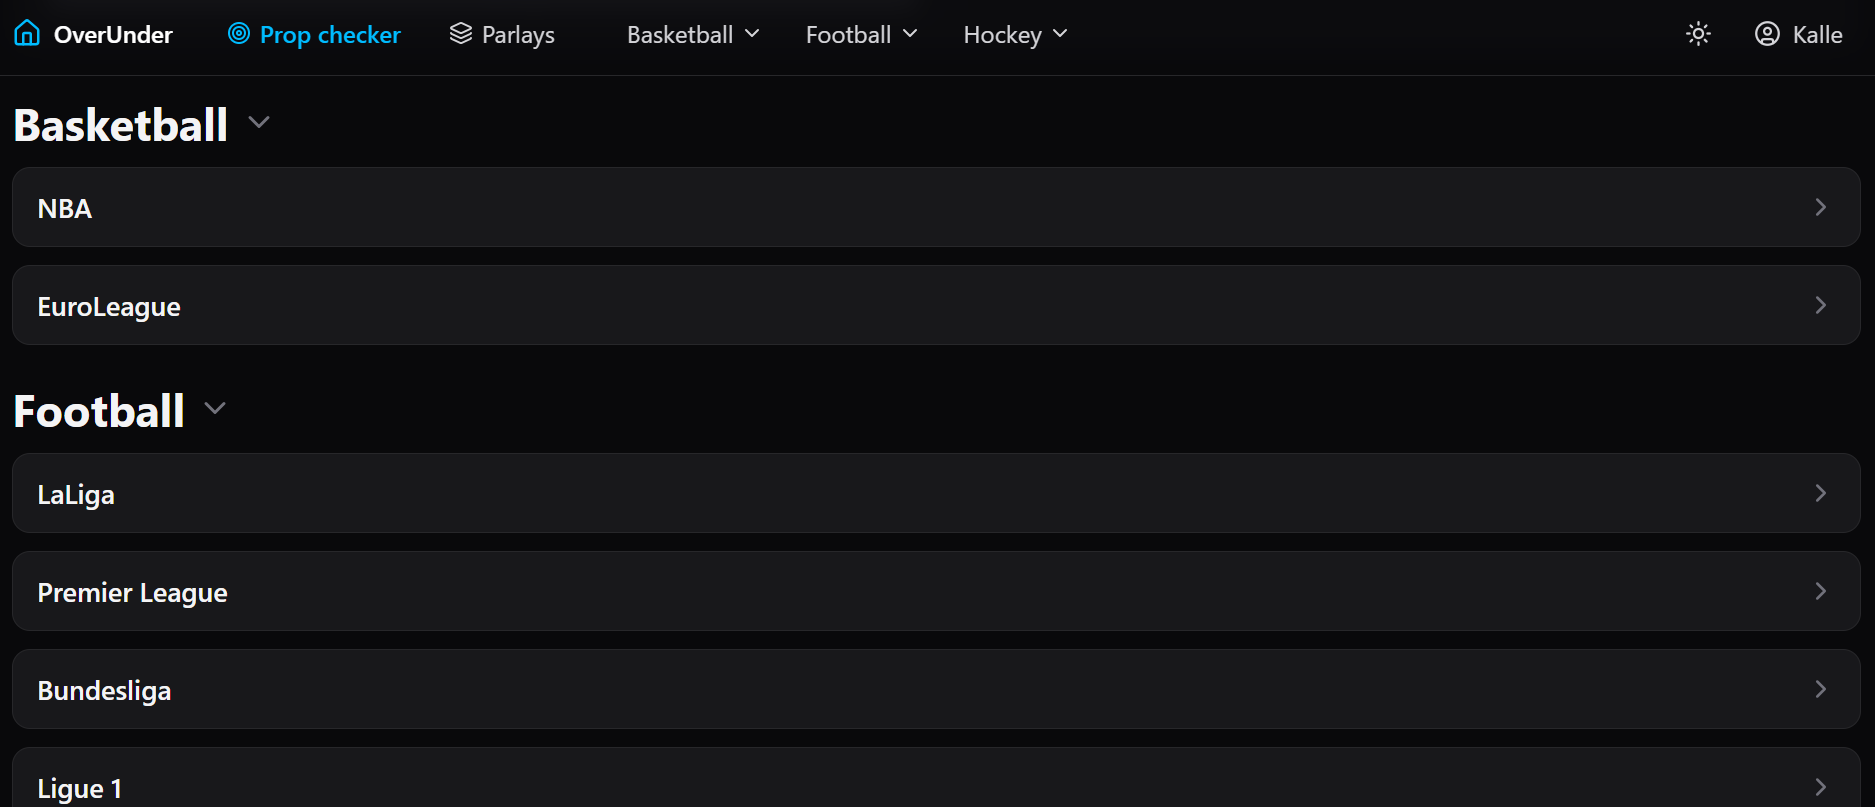 OverUnder Prop checker Parlays Basketball Football Hockey Kalle
Basketball
NBA
EuroLeague
Football
LaLiga
Premier League
Bundesliga
Ligue 1